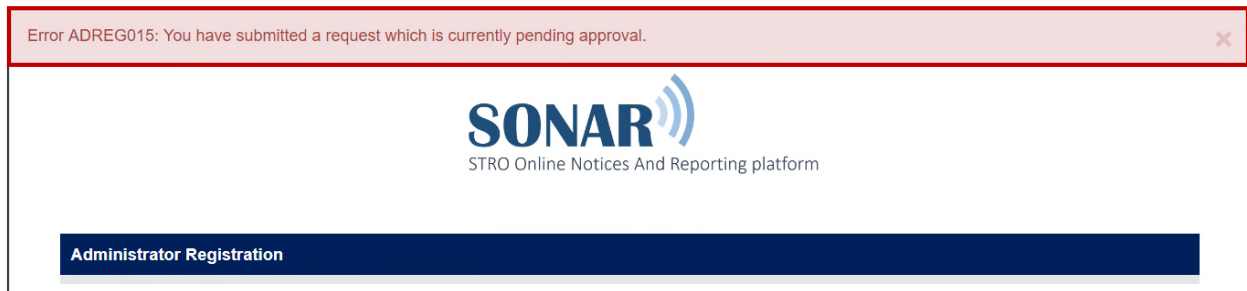 Error ADREG015: You have submitted a request which is currently pending approval.
×
SONAR
STRO Online Notices And Reporting platform
Administrator Registration